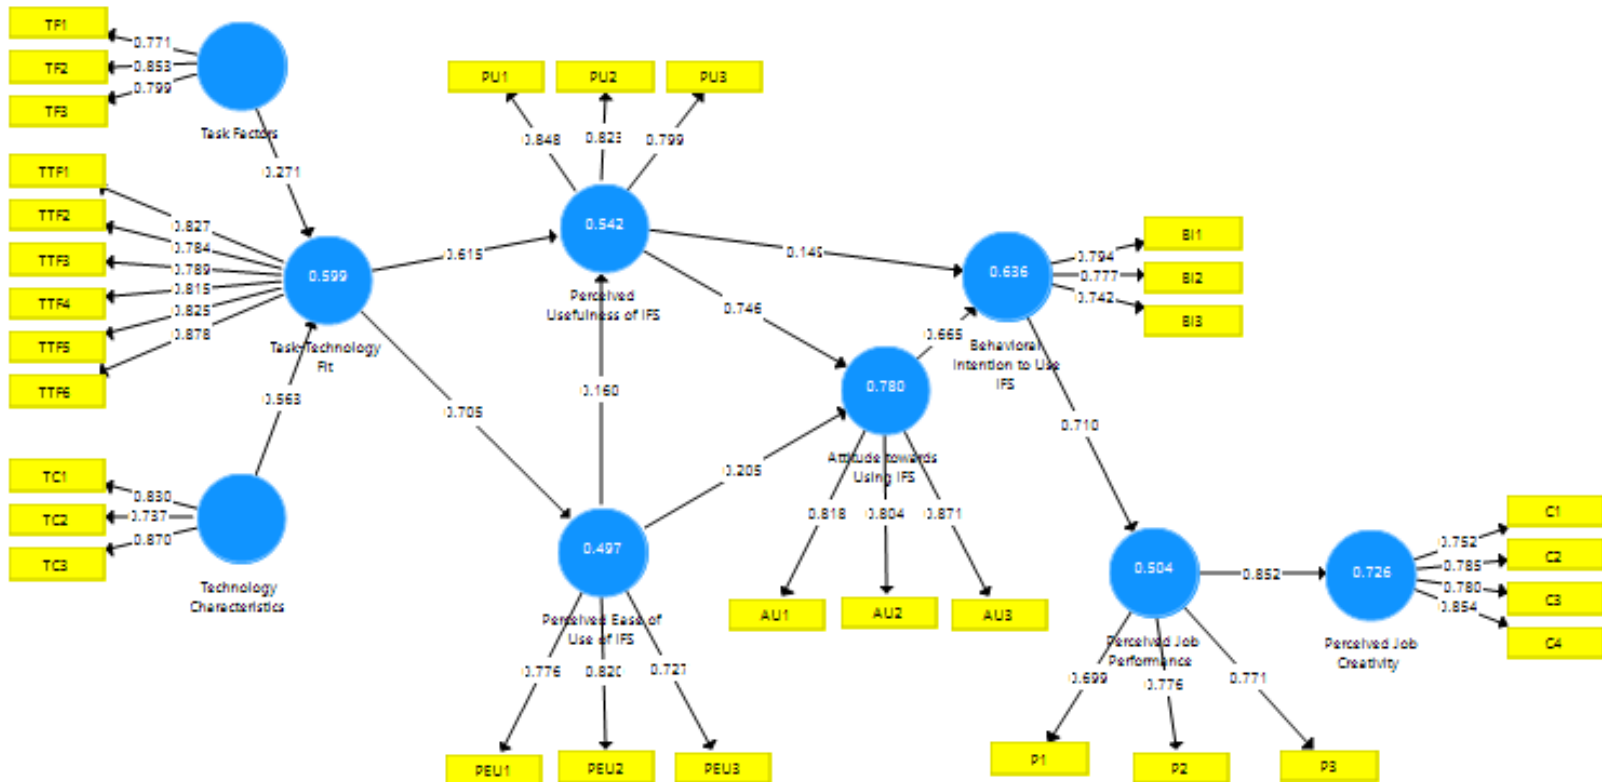 TF1
TF2
TF3
0.771
0.853
0.799
Task Factors
0.271
TTF1
TTF2
TTF3
TTF4
TTF5
TTF6
0.827
0.784
0.789
0.815
0.825
0.878
0.599
Task-Technology
Fit
0.563
TC1
TC2
TC3
0.830
0.737
0.870
Technology
Characteristics
PU1
PU2
PU3
0.848
0.823
0.799
0.542
Perceived
Usefulness of IFS
0.615
0.705
0.160
0.497
Perceived Ease of
Use of IFS
0.776
0.820
0.727
PEU1
PEU2
PEU3
0.746
0.205
0.780
Attitude towards
Using IFS
0.818
0.804
0.871
AU1
AU2
AU3
0.665
0.636
Behavioral
Intention to Use
IFS
0.794
0.777
0.742
BI1
BI2
BI3
0.710
0.504
Perceived Job
Performance
0.699
0.776
0.771
P1
P2
P3
0.852
0.726
Perceived Job
Creativity
0.752
0.785
0.780
0.854
C1
C2
C3
C4